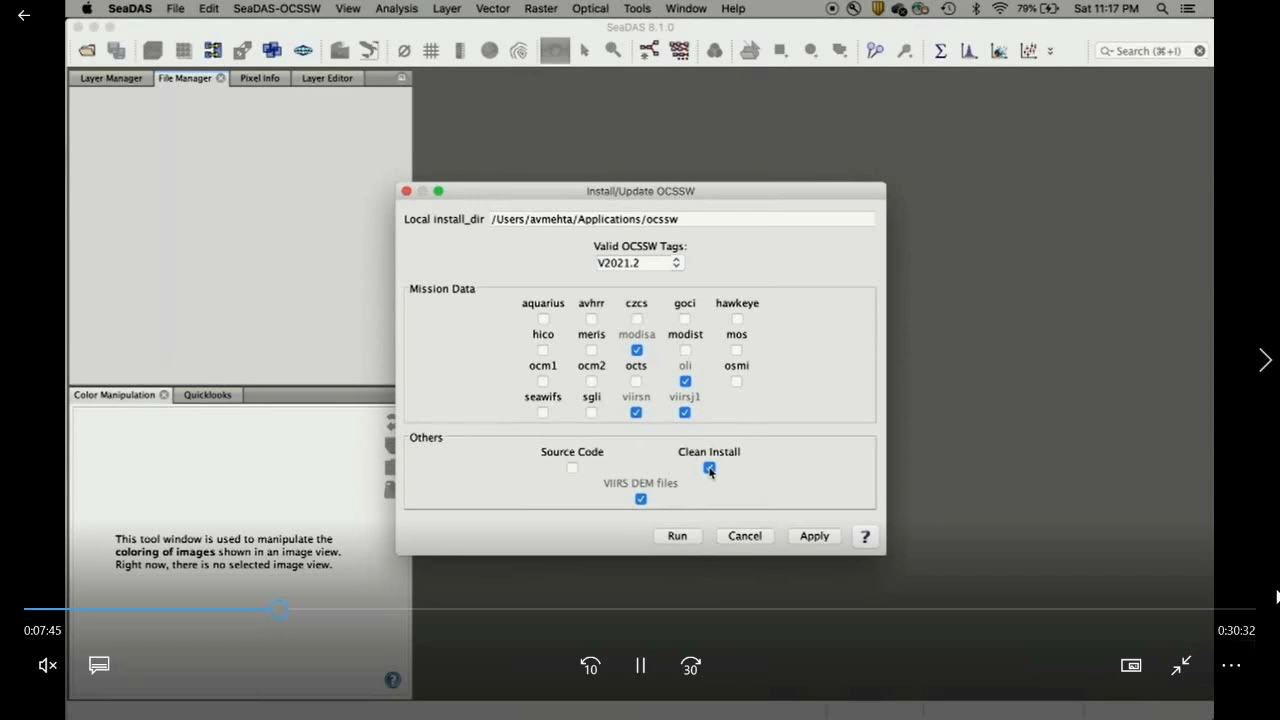 SeaDAS File Edit SeaDAS-OCSSW View Analysis Layer Vector Raster Optical Tools Window Help 79% Sat 11:17 PM
SeaDAS 8.1.0
Search (⌘+I)
Layer Manager File Manager Pixel Info Layer Editor
Install/Update OCSSW
Local install_dir /Users/avmehta/Applications/ocssw
Valid OCSSW Tags:
V2021.2
Mission Data
aquarius avhrr czcs goci hawkeye
hico meris modisa modist mos
ocm1 ocm2 octs oli osmi
seawifs sgli viirsn viirsj1
Color Manipulation Quicklooks
Others
Source Code Clean Install
VIIRS DEM files
Run Cancel Apply ?
This tool window is used to manipulate the
coloring of images shown in an image view.
Right now, there is no selected image view.
0:07:45 0:30:32
10 30
?